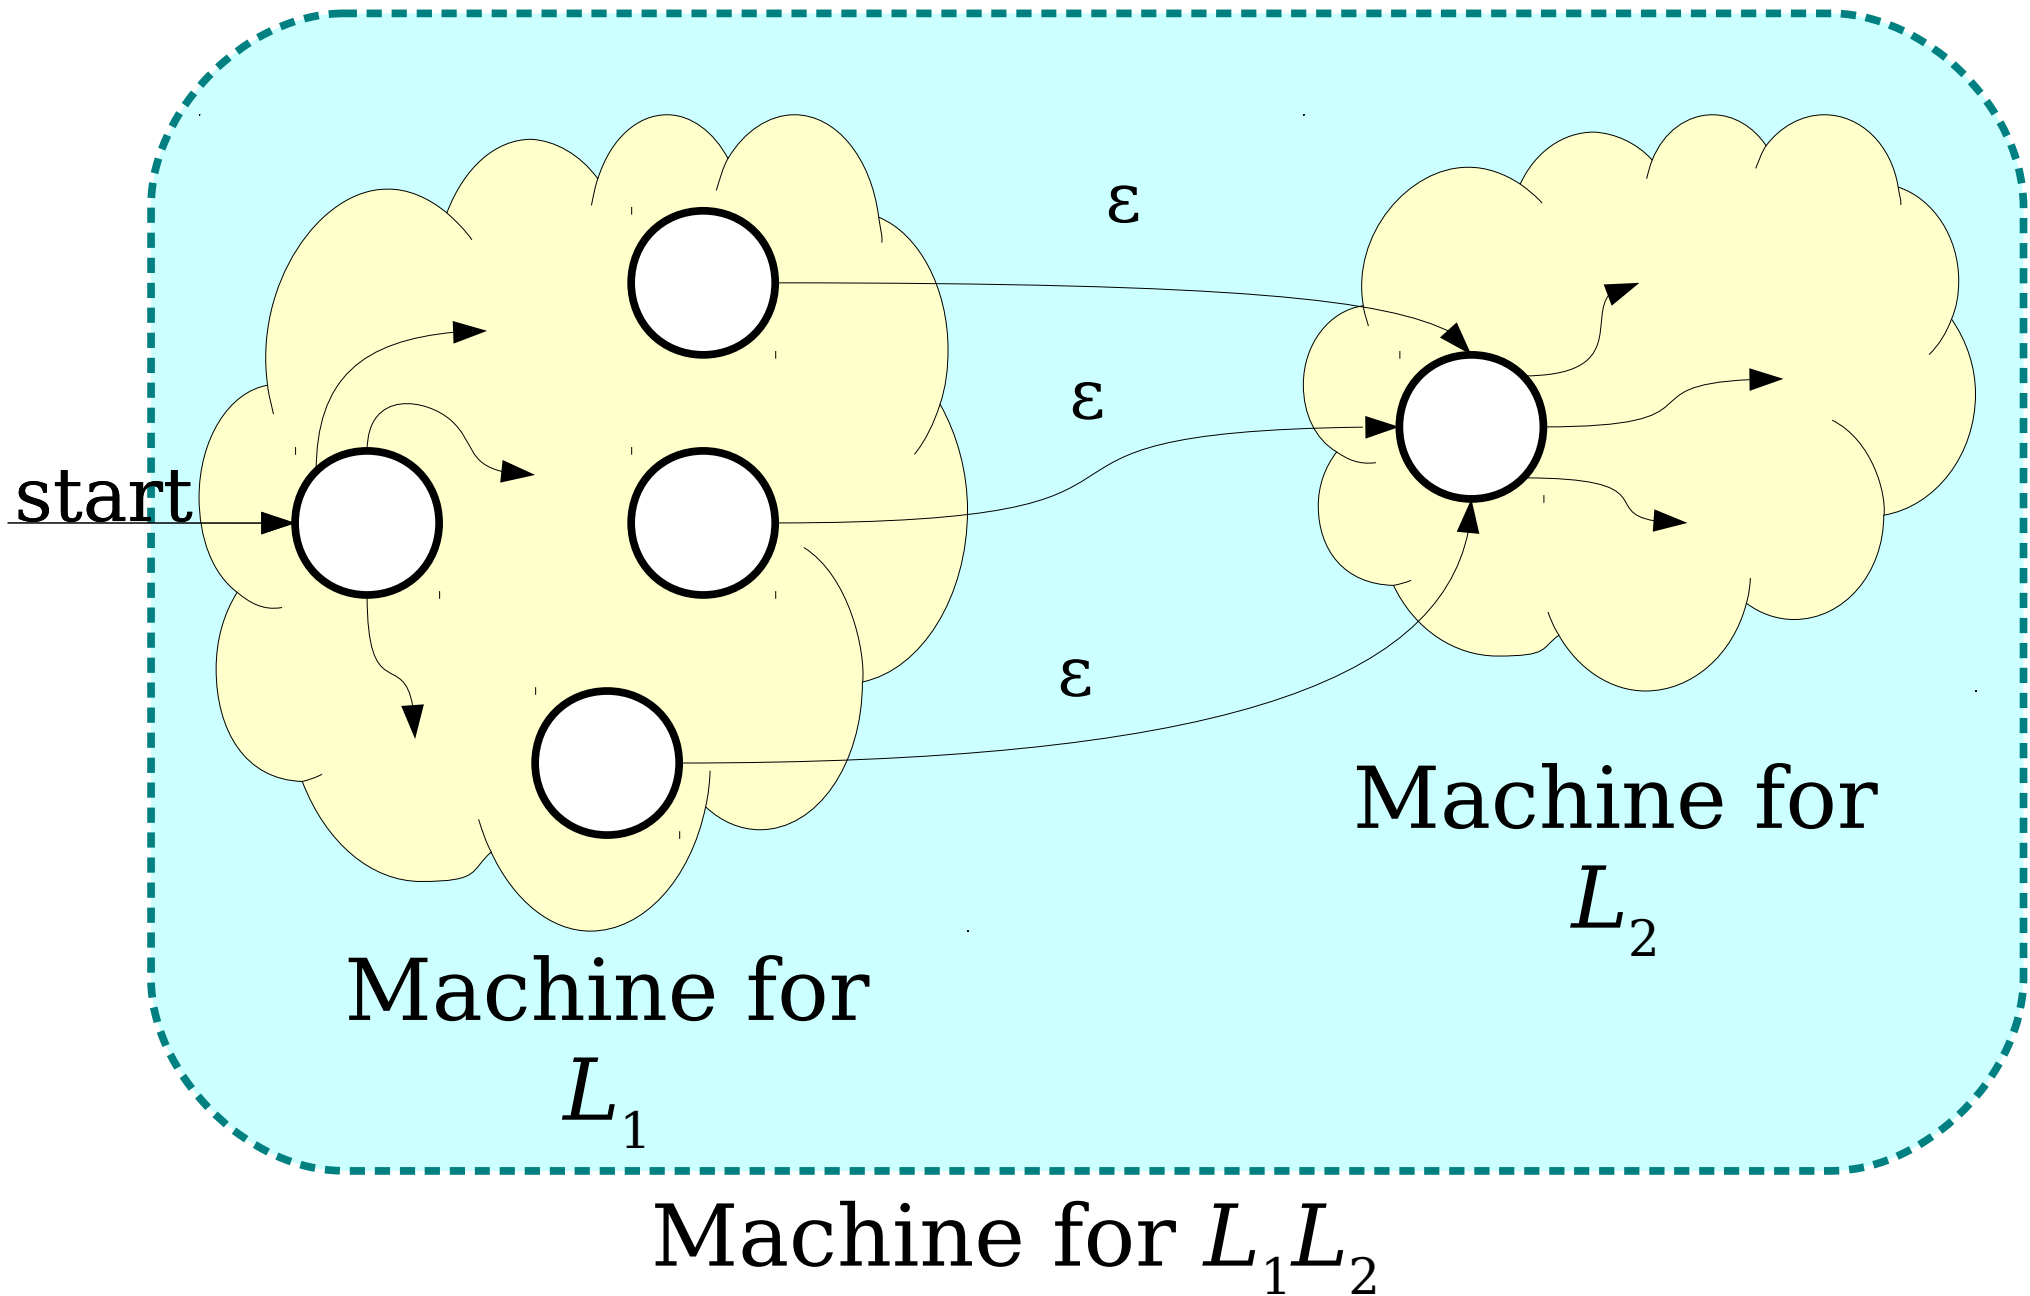 ε
ε
start
ε
Machine for
L₂
Machine for
L₁
Machine for L₁L₂